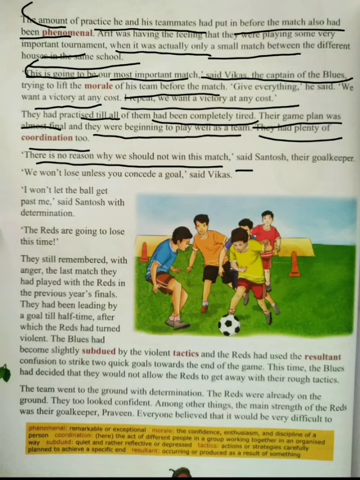 The amount of practice he and his teammates had put in before the match also had
been phenomenal. Arif was having the feeling that they were playing some very
important tournament, when it was actually only a small match between the different
houses in the same school.
'This is going to be our most important match,' said Vikas, the captain of the Blues,
trying to lift the morale of his team before the match. 'Give everything,' he said. 'We
want a victory at any cost. I repeat, we want a victory at any cost.'
They had practised till all of them had been completely tired. Their game plan was
almost final and they were beginning to play well as a team. They had plenty of
coordination too.
'There is no reason why we should not win this match,' said Santosh, their goalkeeper.
'We won't lose unless you concede a goal,' said Vikas.
'I won't let the ball get
past me,' said Santosh with
determination.
'The Reds are going to lose
this time!'
They still remembered, with
anger, the last match they
had played with the Reds in
the previous year's finals.
They had been leading by
a goal till half-time, after
which the Reds had turned
violent. The Blues had
become slightly subdued by the violent tactics and the Reds had used the resultant
confusion to strike two quick goals towards the end of the game. This time, the Blues
had decided that they would not allow the Reds to get away with their rough tactics.
The team went to the ground with determination. The Reds were already on the
ground. They too looked confident. Among other things, the main strength of the Reds
was their goalkeeper, Praveen. Everyone believed that it would be very difficult to
phenomenal: remarkable or exceptional morale: the confidence, enthusiasm, and discipline of a
person coordination: (here) the act of different people in a group working together in an organised
way subdued: quiet and rather reflective or depressed tactics: actions or strategies carefully
planned to achieve a specific end resultant: occurring or produced as a result of something